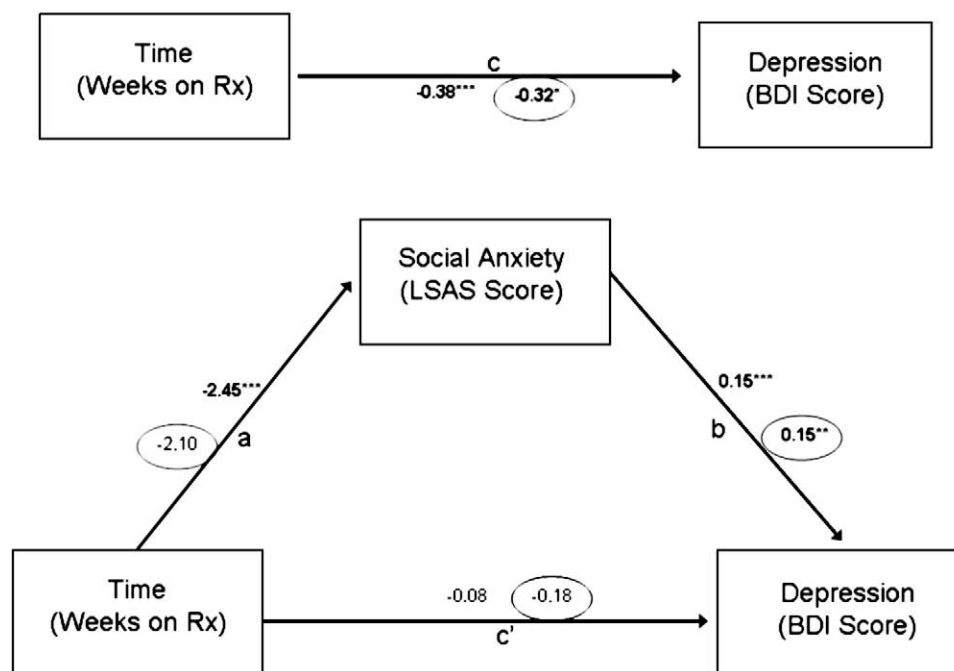 Time
(Weeks on Rx)
c
-0.38*** -0.32*
Depression
(BDI Score)
Social Anxiety
(LSAS Score)
-2.45***
-2.10
a
0.15***
b
0.15**
Time
(Weeks on Rx)
-0.08 -0.18
c'
Depression
(BDI Score)